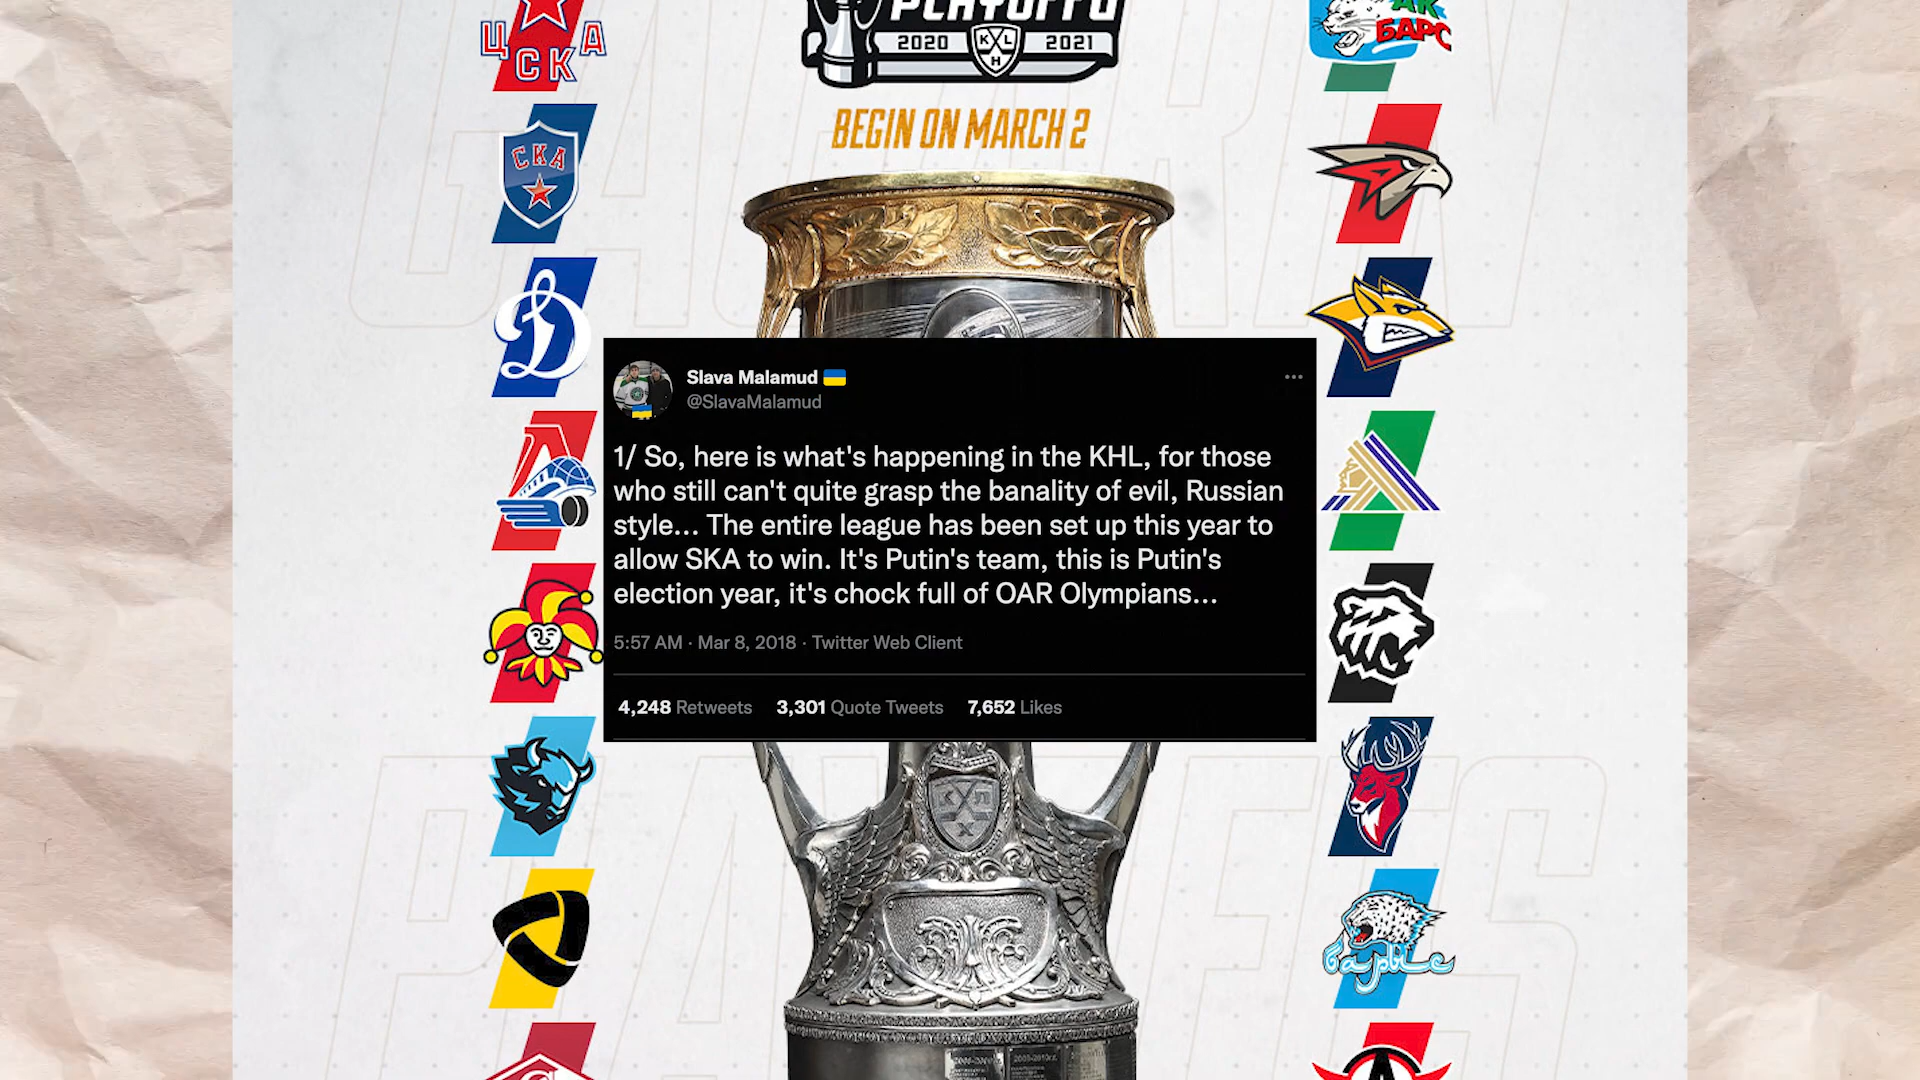 PLAYOFFS
2020 KHL 2021
BEGIN ON MARCH 2
ЦСКА
СКА
АК
БАРС
Slava Malamud
@SlavaMalamud
1/ So, here is what's happening in the KHL, for those
who still can't quite grasp the banality of evil, Russian
style... The entire league has been set up this year to
allow SKA to win. It's Putin's team, this is Putin's
election year, it's chock full of OAR Olympians...
5:57 AM · Mar 8, 2018 · Twitter Web Client
4,248 Retweets 3,301 Quote Tweets 7,652 Likes
КХЛ
барыс
GAGARIN
PLAYOFFS